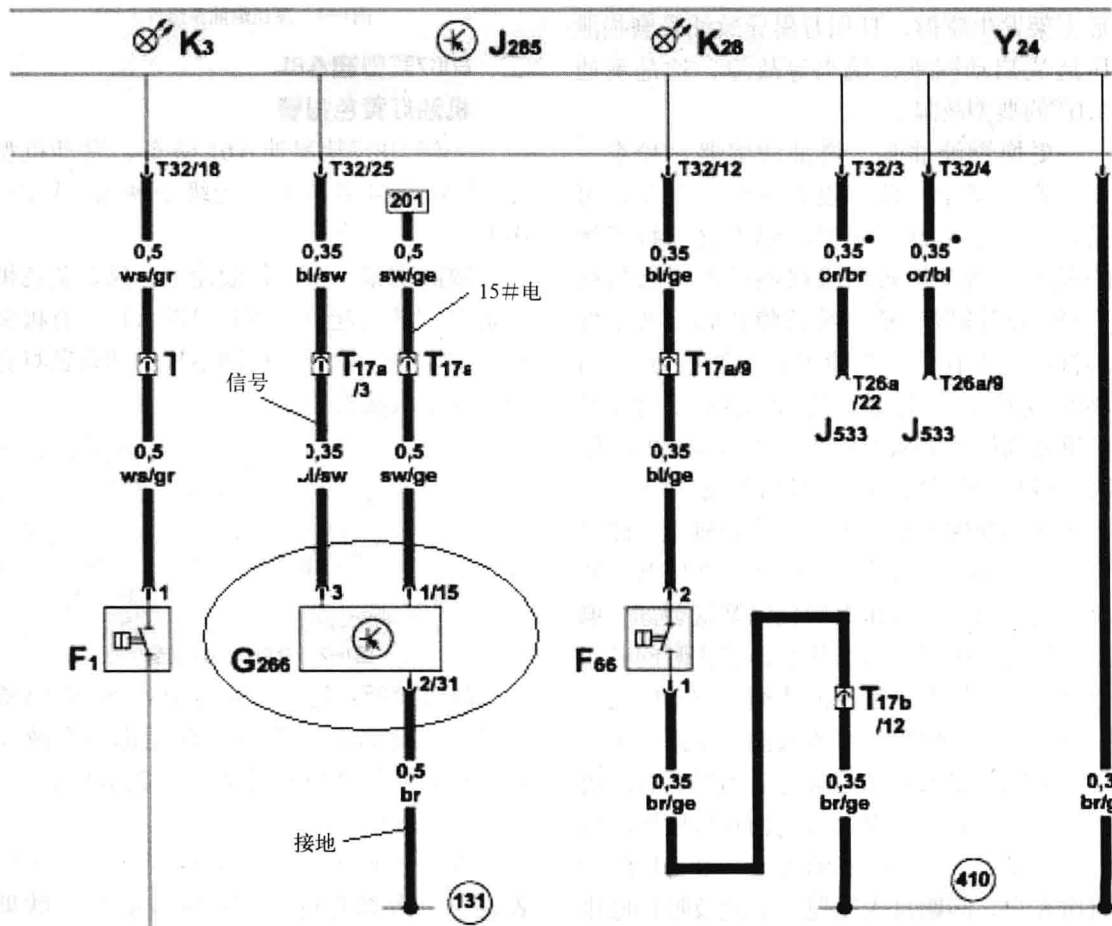 K3
J285
K28
Y24
T32/18
T32/25
T32/12
T32/3
T32/4
201
0,5
ws/gr
0,35
bl/sw
0,5
sw/ge
0,35
bl/ge
0,35
or/br
0,35
or/bl
15#电
T
T17a
/3
T17a
T17a/9
T26a
/22
T26a/9
J533
J533
信号
0,5
ws/gr
0,5
sw/ge
0,35
bl/ge
1
3
1/15
2
F1
G266
F66
2/31
1
T17b
/12
0,5
br
0,35
br/ge
0,35
br/ge
接地
131
410